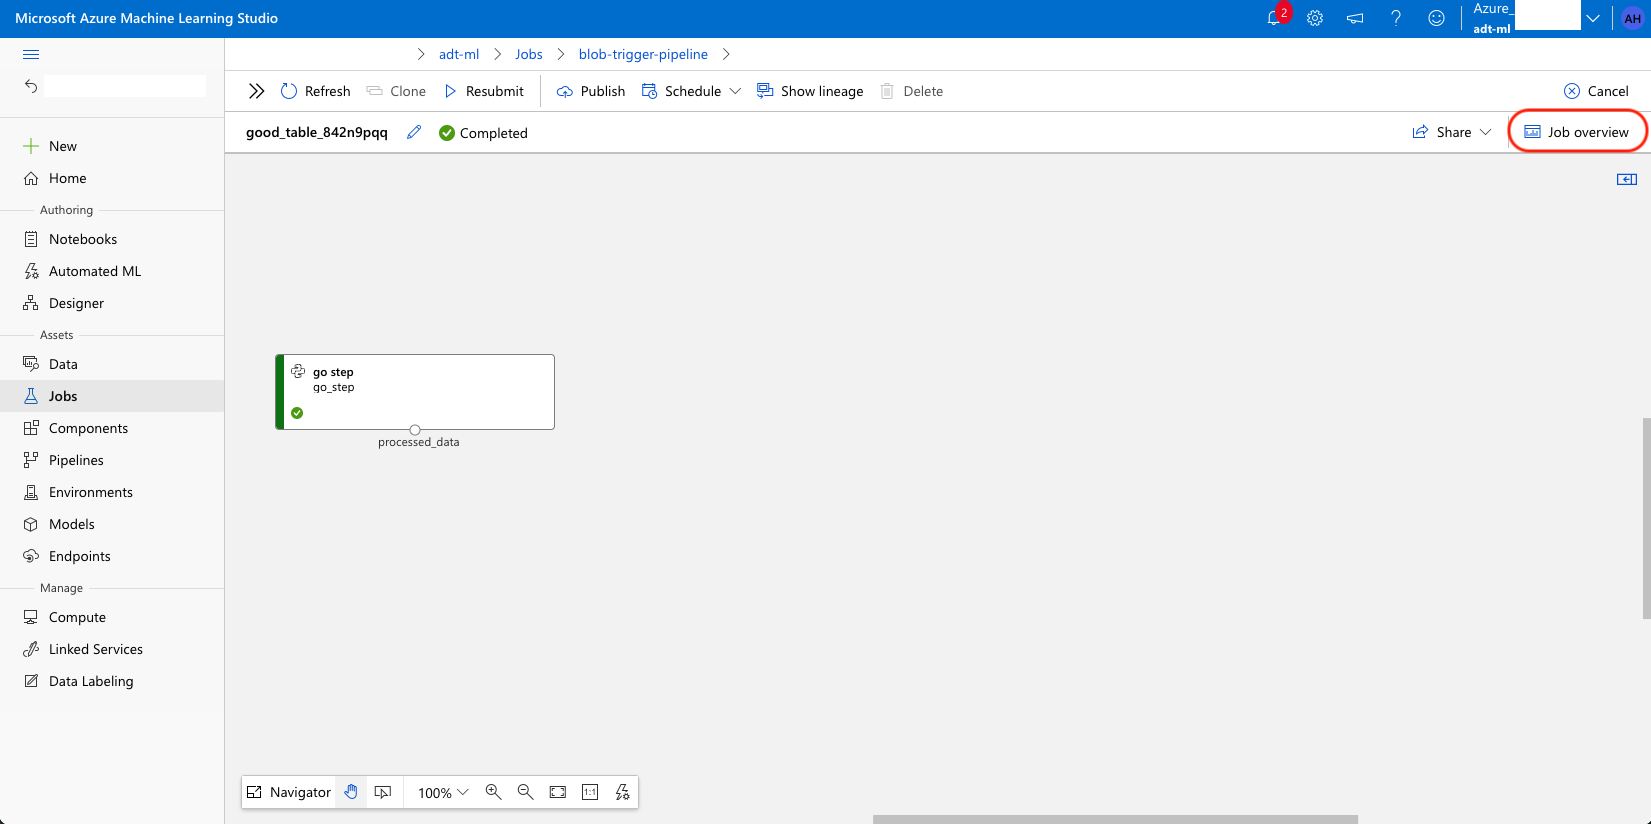 Microsoft Azure Machine Learning Studio
2
Azure_
adt-ml
AH
adt-ml
Jobs
blob-trigger-pipeline
Refresh
Clone
Resubmit
Publish
Schedule
Show lineage
Delete
Cancel
good_table_842n9pqq
Completed
Share
Job overview
New
Home
Authoring
Notebooks
Automated ML
Designer
Assets
Data
Jobs
Components
Pipelines
Environments
Models
Endpoints
Manage
Compute
Linked Services
Data Labeling
go step
go_step
processed_data
Navigator
100%
1:1